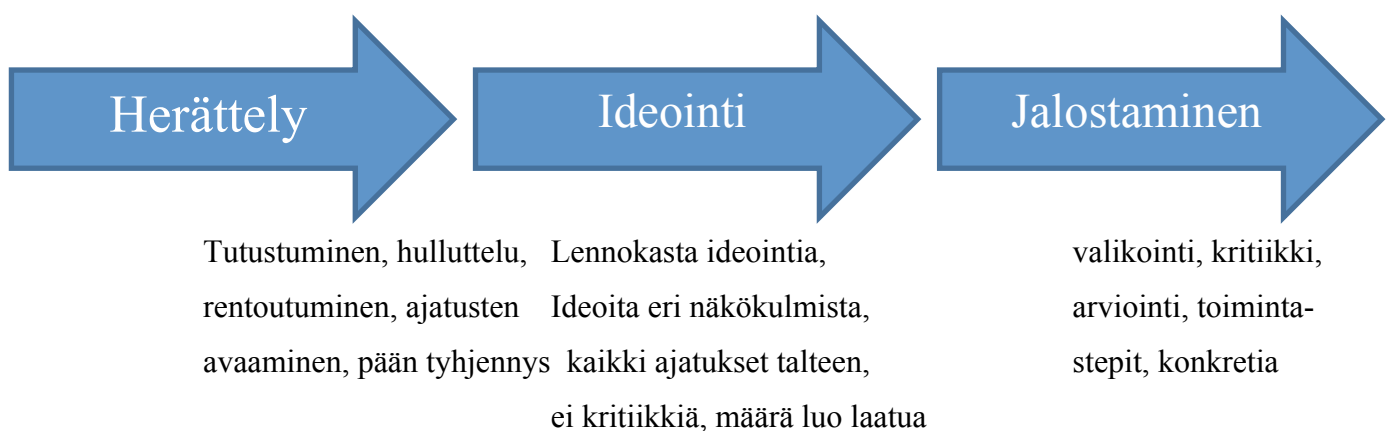 Herättely
Ideointi
Jalostaminen
Tutustuminen, hulluttelu,
rentoutuminen, ajatusten
avaaminen, pään tyhjennys
Lennokasta ideointia,
Ideoita eri näkökulmista,
kaikki ajatukset talteen,
ei kritiikkiä, määrä luo laatua
valikointi, kritiikki,
arviointi, toiminta-
stepit, konkretia